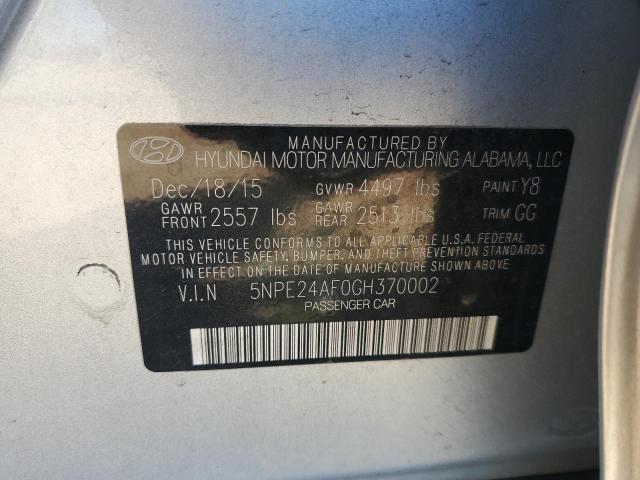 MANUFACTURED BY
HYUNDAI MOTOR MANUFACTURING ALABAMA, LLC
Dec/18/15 GVWR 4497 lbs PAINT Y8
GAWR FRONT 2557 lbs GAWR REAR 2513 lbs TRIM GG
THIS VEHICLE CONFORMS TO ALL APPLICABLE U.S.A. FEDERAL
MOTOR VEHICLE SAFETY, BUMPER, AND THEFT PREVENTION STANDARDS
IN EFFECT ON THE DATE OF MANUFACTURE SHOWN ABOVE.
V.I.N 5NPE24AF0GH370002
PASSENGER CAR